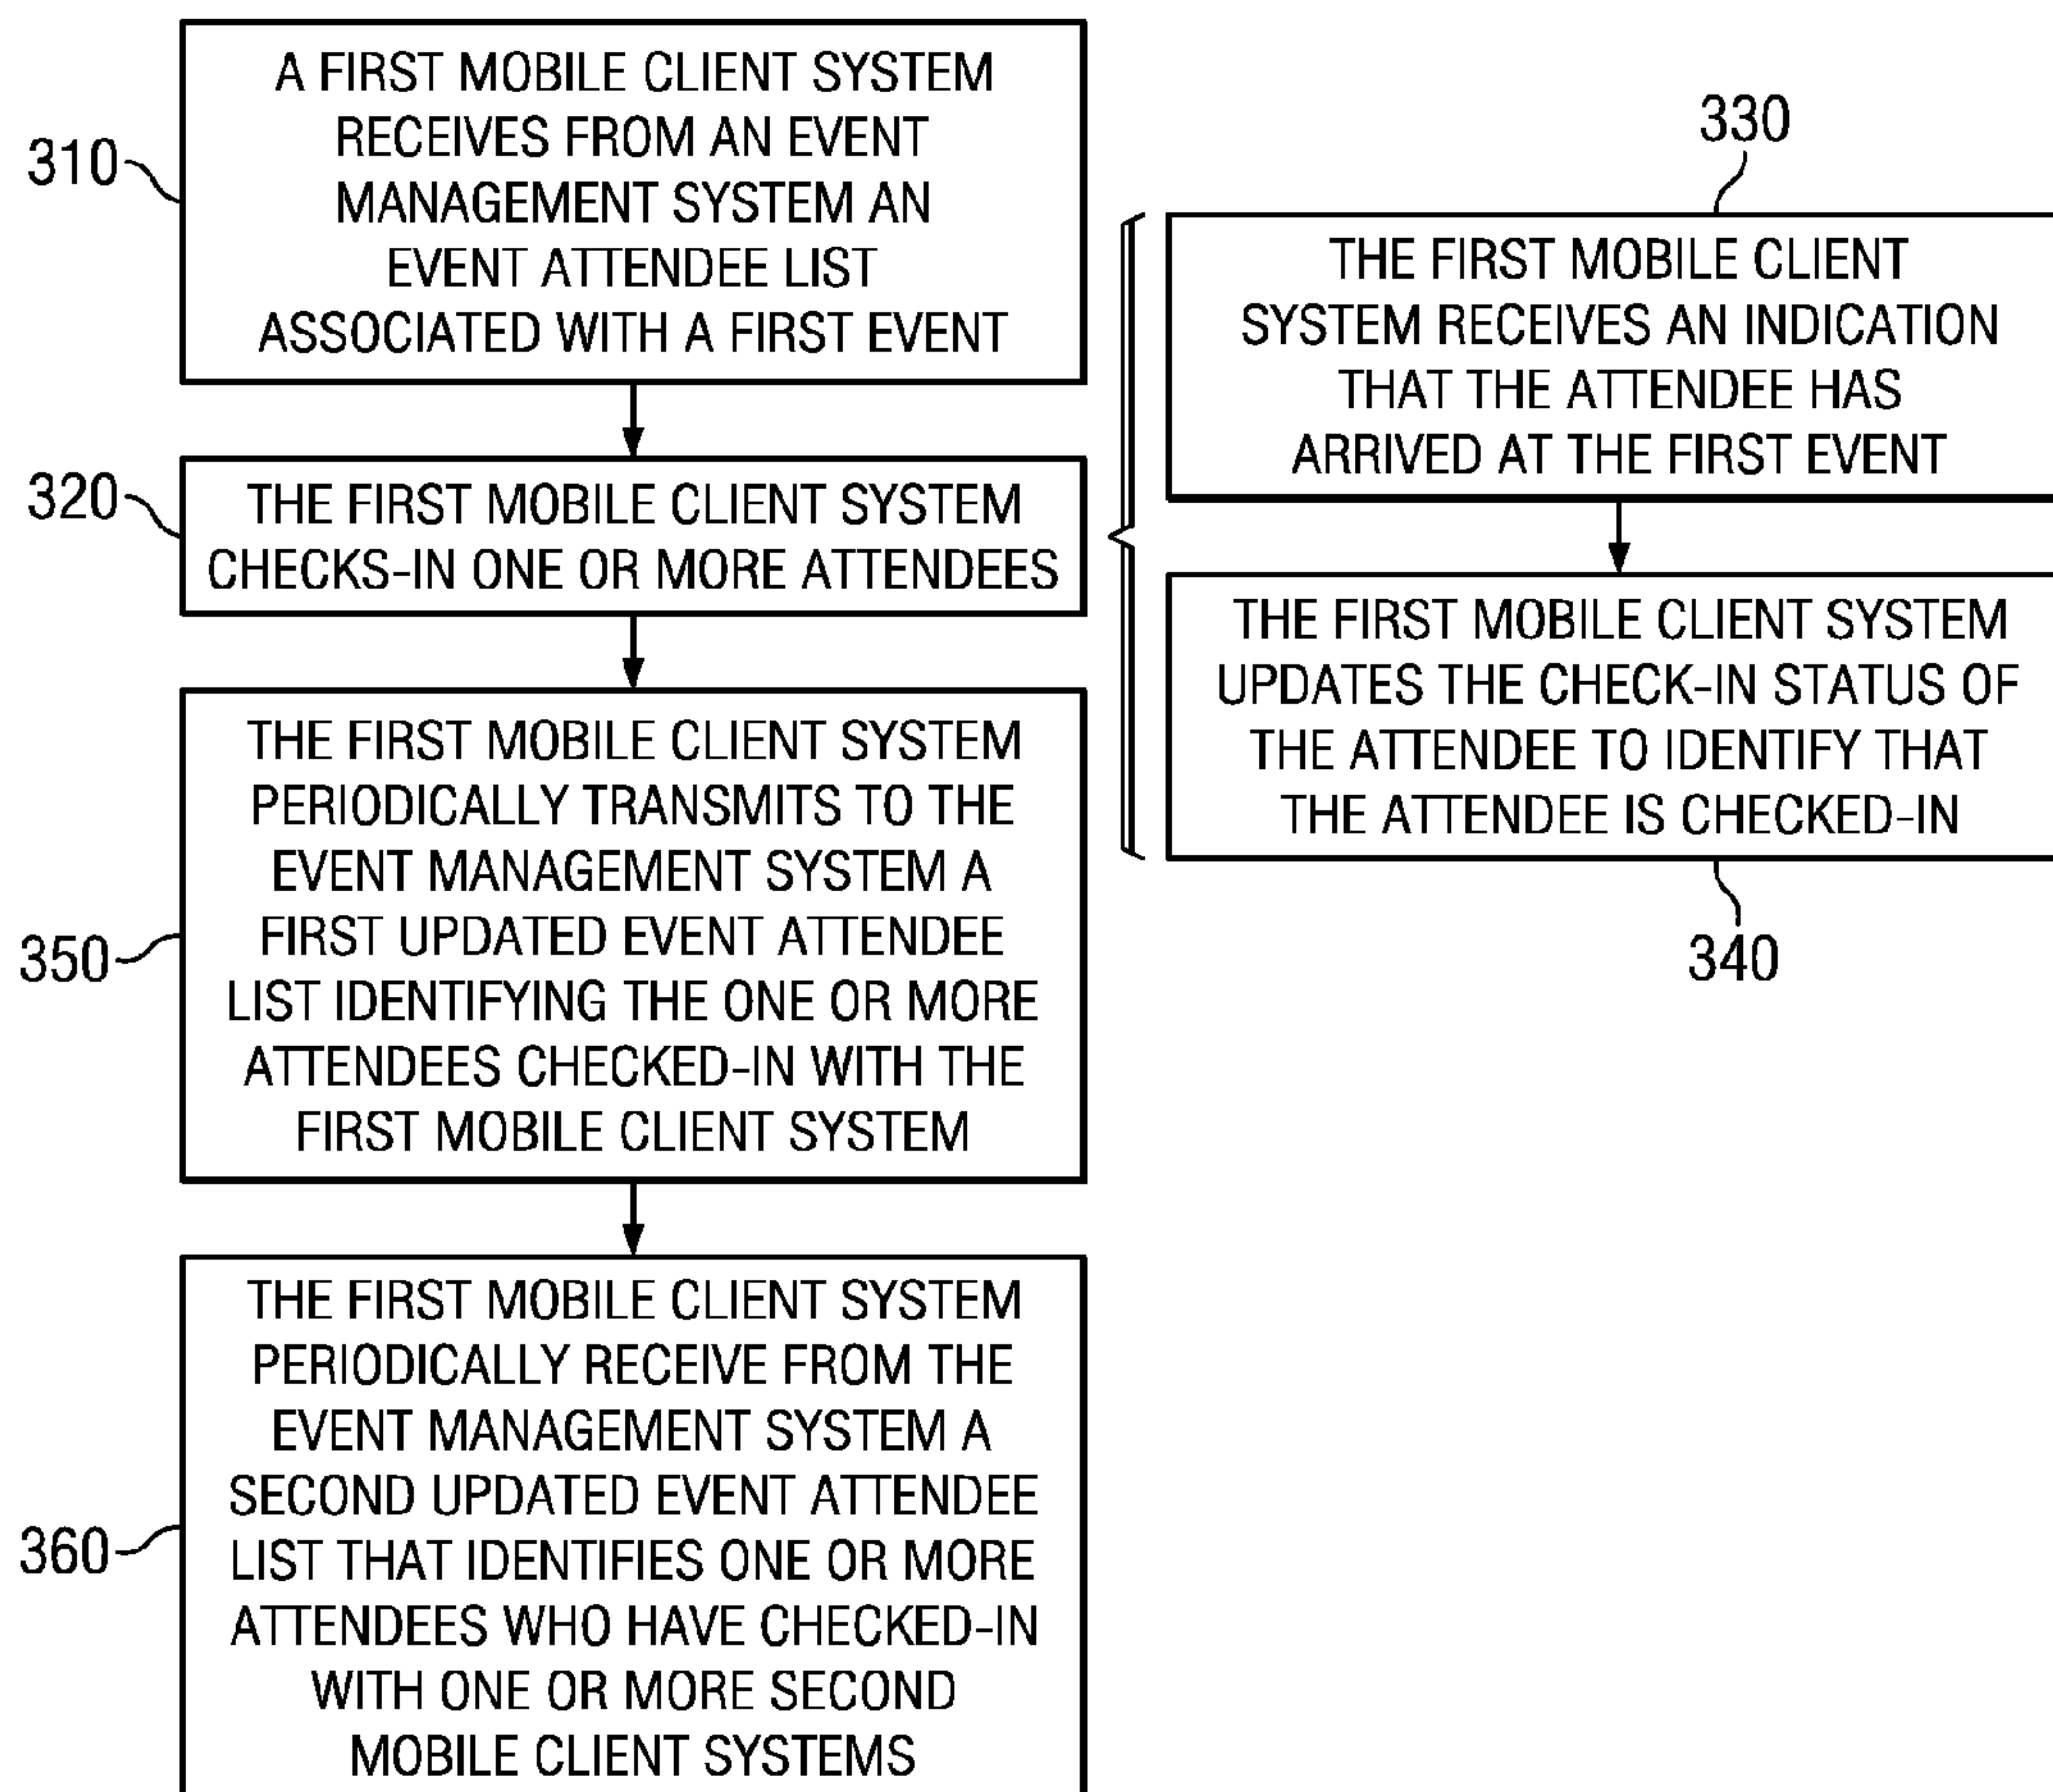 310
A FIRST MOBILE CLIENT SYSTEM
RECEIVES FROM AN EVENT
MANAGEMENT SYSTEM AN
EVENT ATTENDEE LIST
ASSOCIATED WITH A FIRST EVENT
320
THE FIRST MOBILE CLIENT SYSTEM
CHECKS-IN ONE OR MORE ATTENDEES
330
THE FIRST MOBILE CLIENT
SYSTEM RECEIVES AN INDICATION
THAT THE ATTENDEE HAS
ARRIVED AT THE FIRST EVENT
THE FIRST MOBILE CLIENT SYSTEM
UPDATES THE CHECK-IN STATUS OF
THE ATTENDEE TO IDENTIFY THAT
THE ATTENDEE IS CHECKED-IN
340
350
THE FIRST MOBILE CLIENT SYSTEM
PERIODICALLY TRANSMITS TO THE
EVENT MANAGEMENT SYSTEM A
FIRST UPDATED EVENT ATTENDEE
LIST IDENTIFYING THE ONE OR MORE
ATTENDEES CHECKED-IN WITH THE
FIRST MOBILE CLIENT SYSTEM
360
THE FIRST MOBILE CLIENT SYSTEM
PERIODICALLY RECEIVE FROM THE
EVENT MANAGEMENT SYSTEM A
SECOND UPDATED EVENT ATTENDEE
LIST THAT IDENTIFIES ONE OR MORE
ATTENDEES WHO HAVE CHECKED-IN
WITH ONE OR MORE SECOND
MOBILE CLIENT SYSTEMS